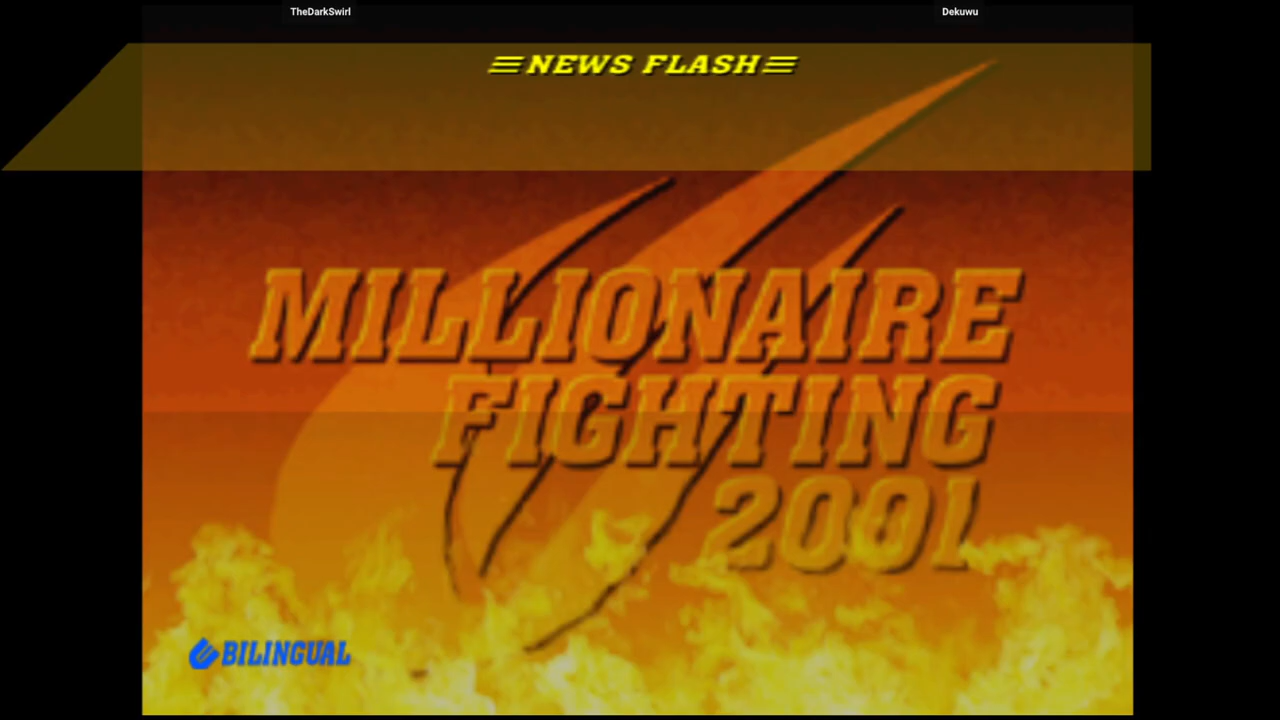 TheDarkSwirl Dekuwu
NEWS FLASH
MILLIONAIRE
FIGHTING
2001
BILINGUAL